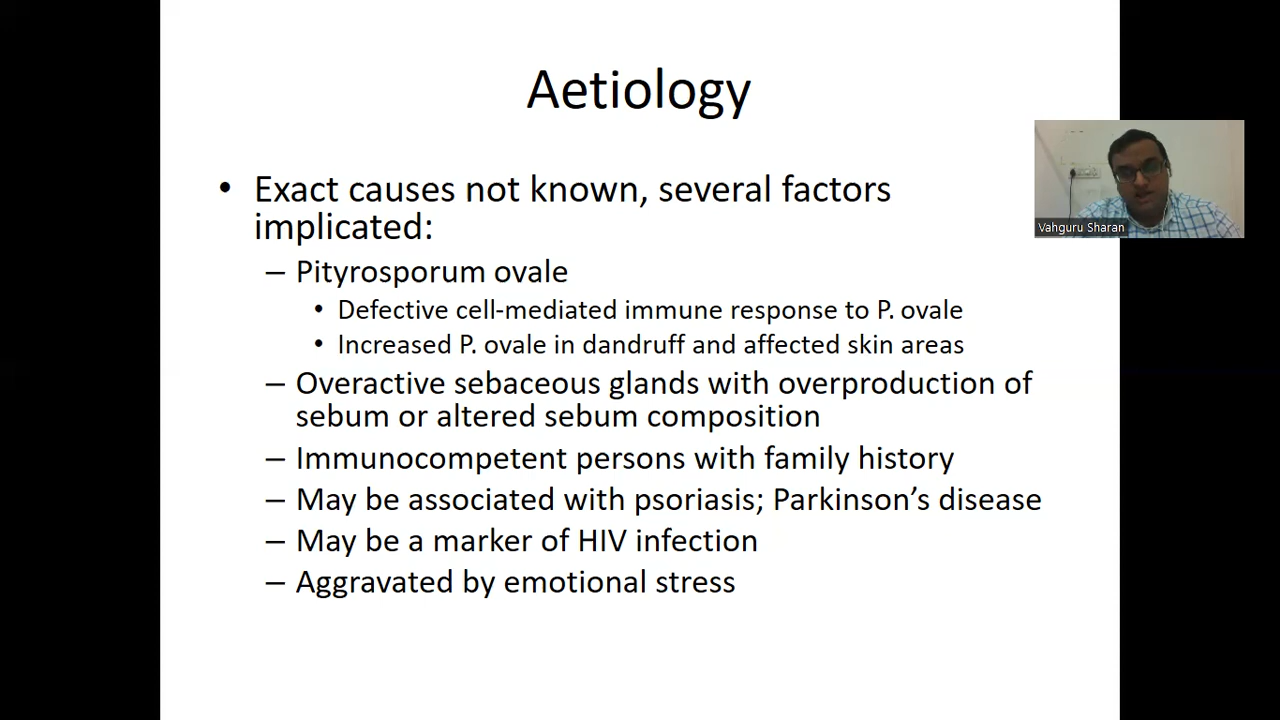 Aetiology
• Exact causes not known, several factors
implicated:
– Pityrosporum ovale
• Defective cell-mediated immune response to P. ovale
• Increased P. ovale in dandruff and affected skin areas
– Overactive sebaceous glands with overproduction of
sebum or altered sebum composition
– Immunocompetent persons with family history
– May be associated with psoriasis; Parkinson’s disease
– May be a marker of HIV infection
– Aggravated by emotional stress
Vahguru Sharan